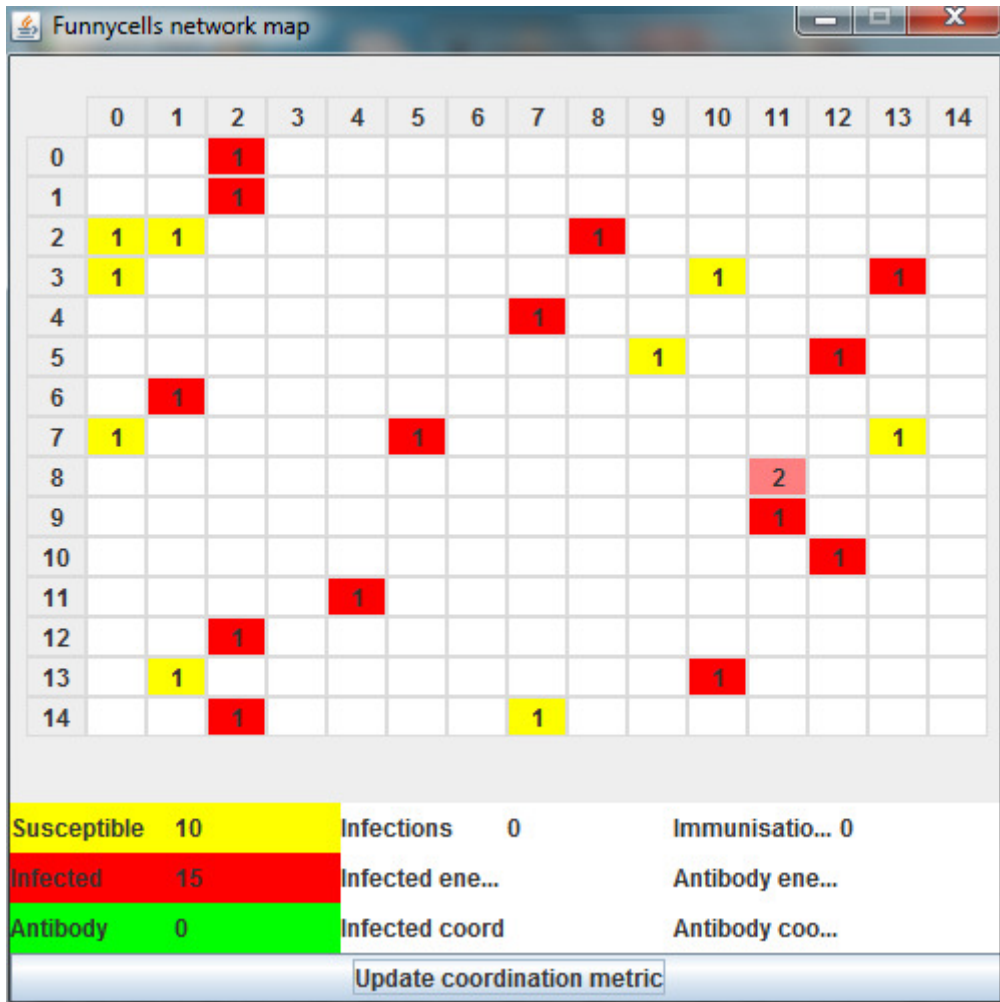 Funnycells network map
0 1 2 3 4 5 6 7 8 9 10 11 12 13 14
0 1
1 1
2 1 1 1
3 1 1 1
4 1
5 1 1
6 1
7 1 1 1
8 2
9 1
10 1
11 1
12 1
13 1 1
14 1 1
Susceptible 10 Infections 0 Immunisatio... 0
Infected 15 Infected ene... Antibody ene...
Antibody 0 Infected coord Antibody coo...
Update coordination metric